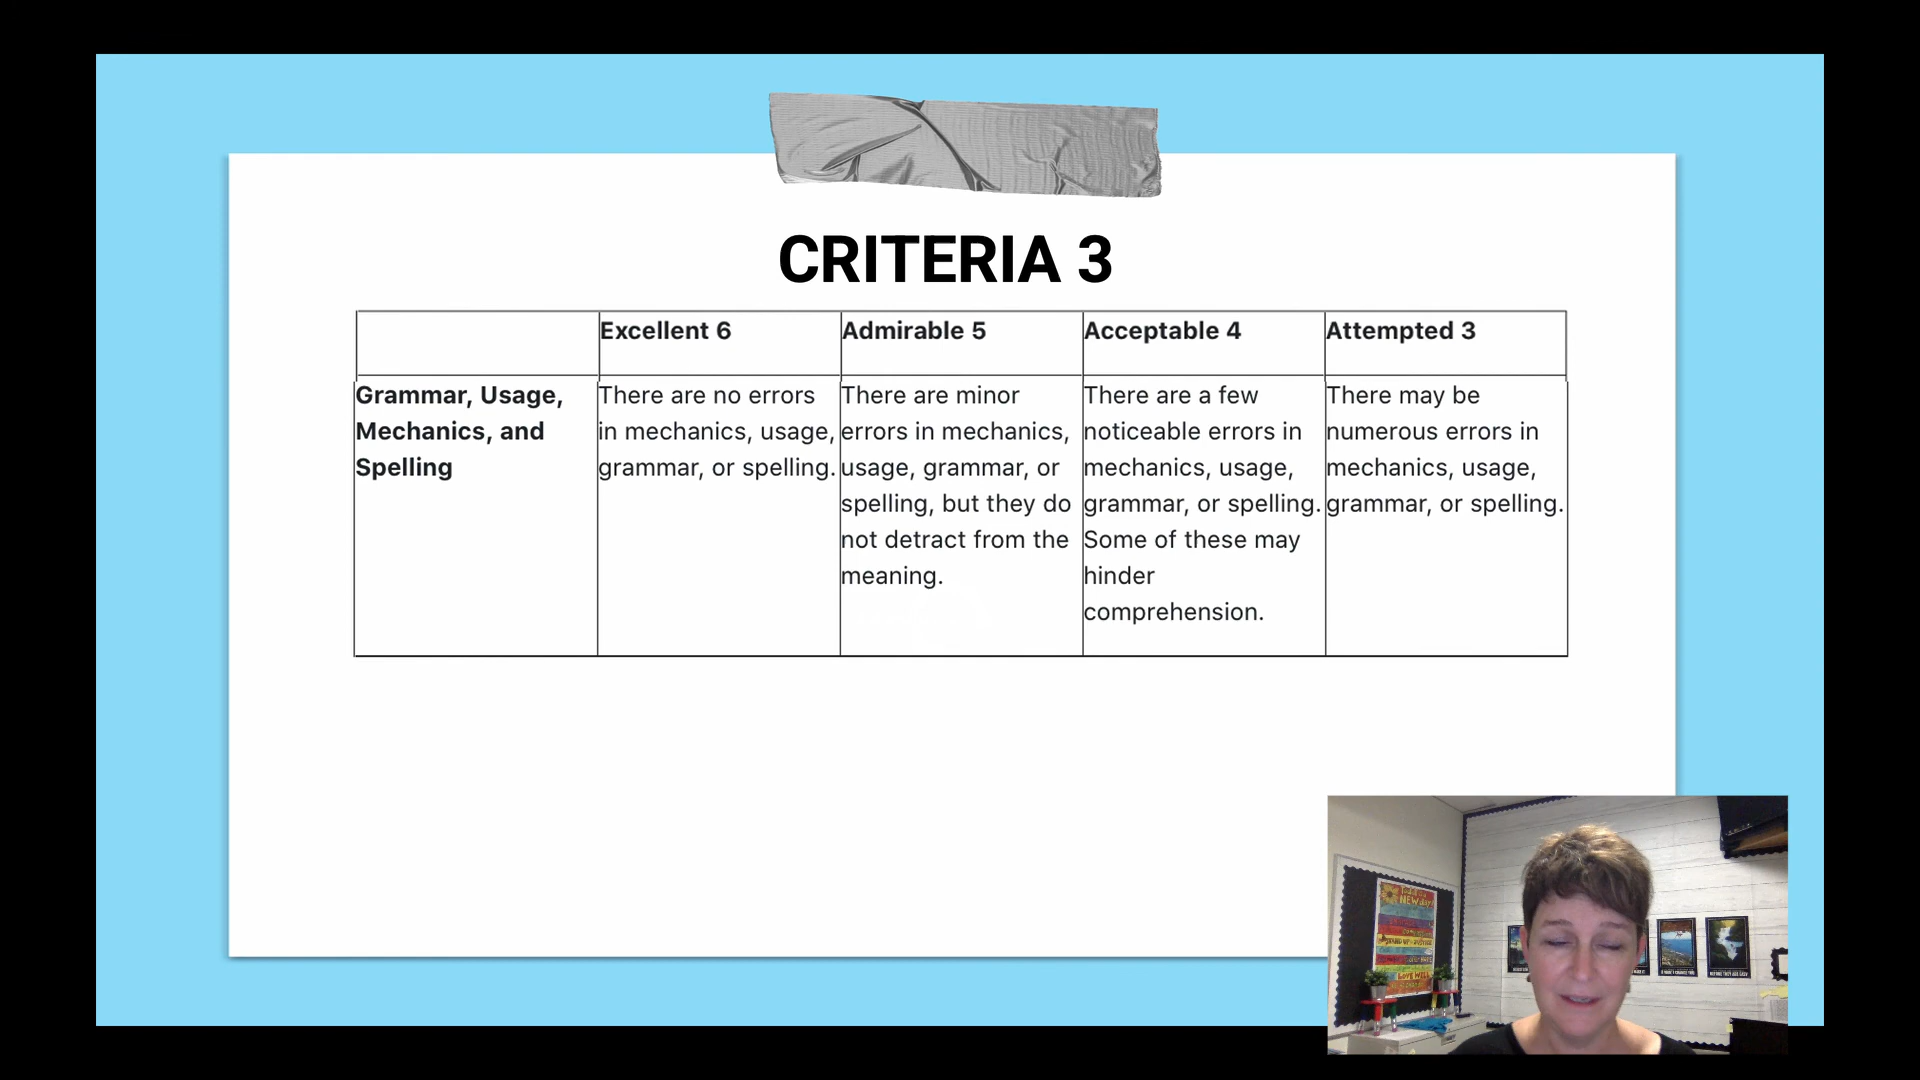 CRITERIA 3
Excellent 6
Admirable 5
Acceptable 4
Attempted 3
Grammar, Usage,
Mechanics, and
Spelling
There are no errors
in mechanics, usage,
grammar, or spelling.
There are minor
errors in mechanics,
usage, grammar, or
spelling, but they do
not detract from the
meaning.
There are a few
noticeable errors in
mechanics, usage,
grammar, or spelling.
Some of these may
hinder
comprehension.
There may be
numerous errors in
mechanics, usage,
grammar, or spelling.
NEW day!